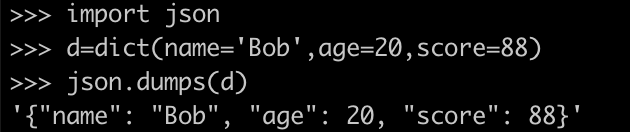 >>> import json
>>> d=dict(name='Bob',age=20,score=88)
>>> json.dumps(d)
'{"name": "Bob", "age": 20, "score": 88}'